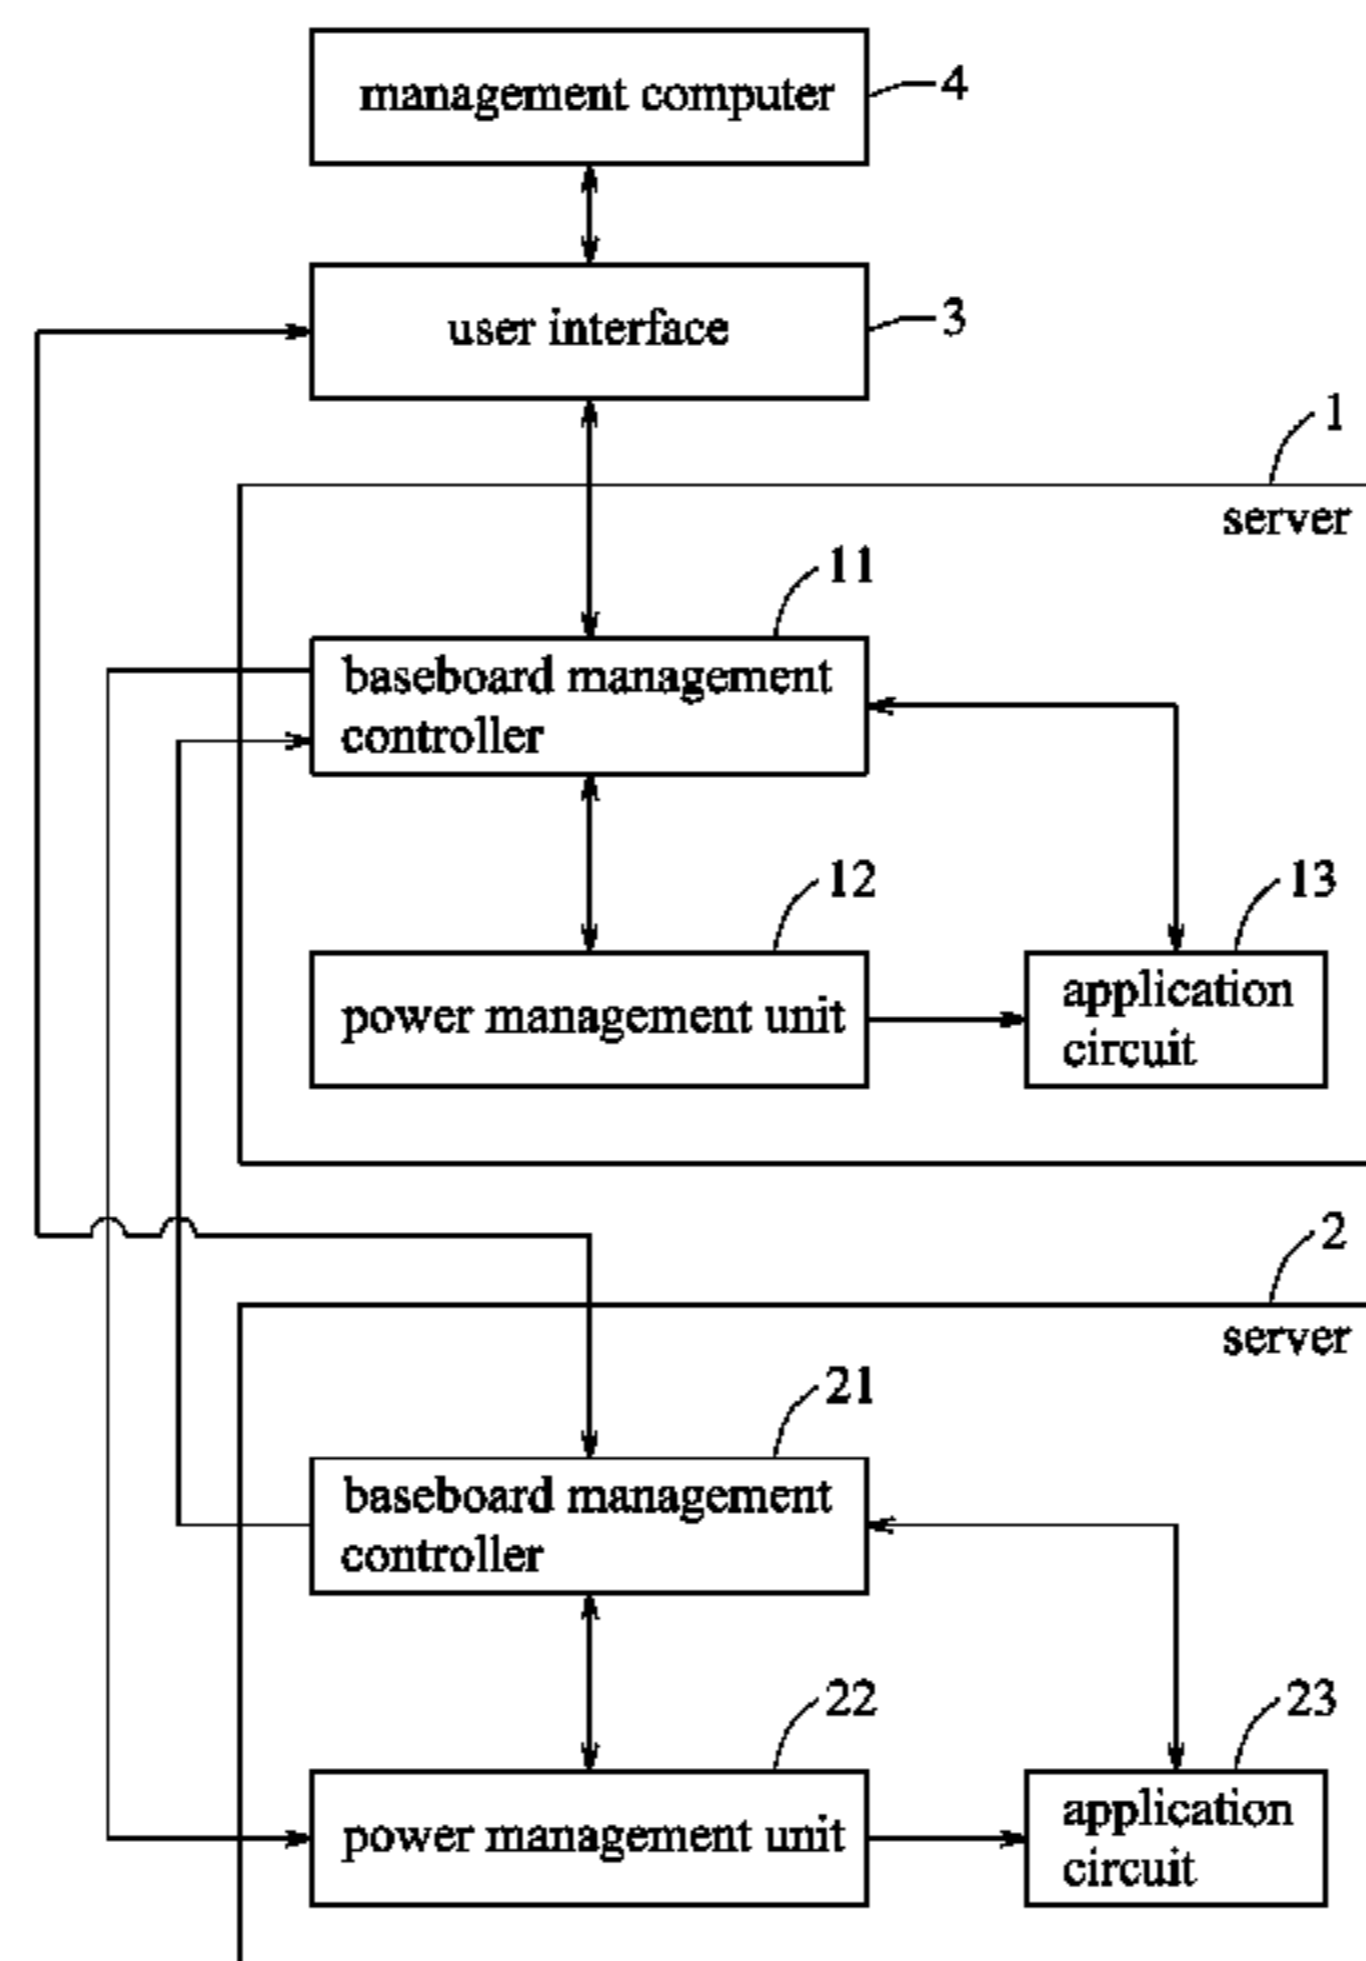 management computer
4
user interface
3
1
server
11
baseboard management
controller
12
13
power management unit
application
circuit
2
server
21
baseboard management
controller
22
23
power management unit
application
circuit